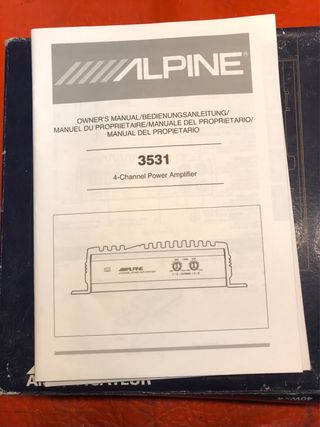 ALPINE®
OWNER'S MANUAL/BEDIENUNGSANLEITUNG/
MANUEL DU PROPRIETAIRE/MANUALE DEL PROPRIETARIO/
MANUAL DEL PROPIETARIO
3531
4-Channel Power Amplifier
ALPINE